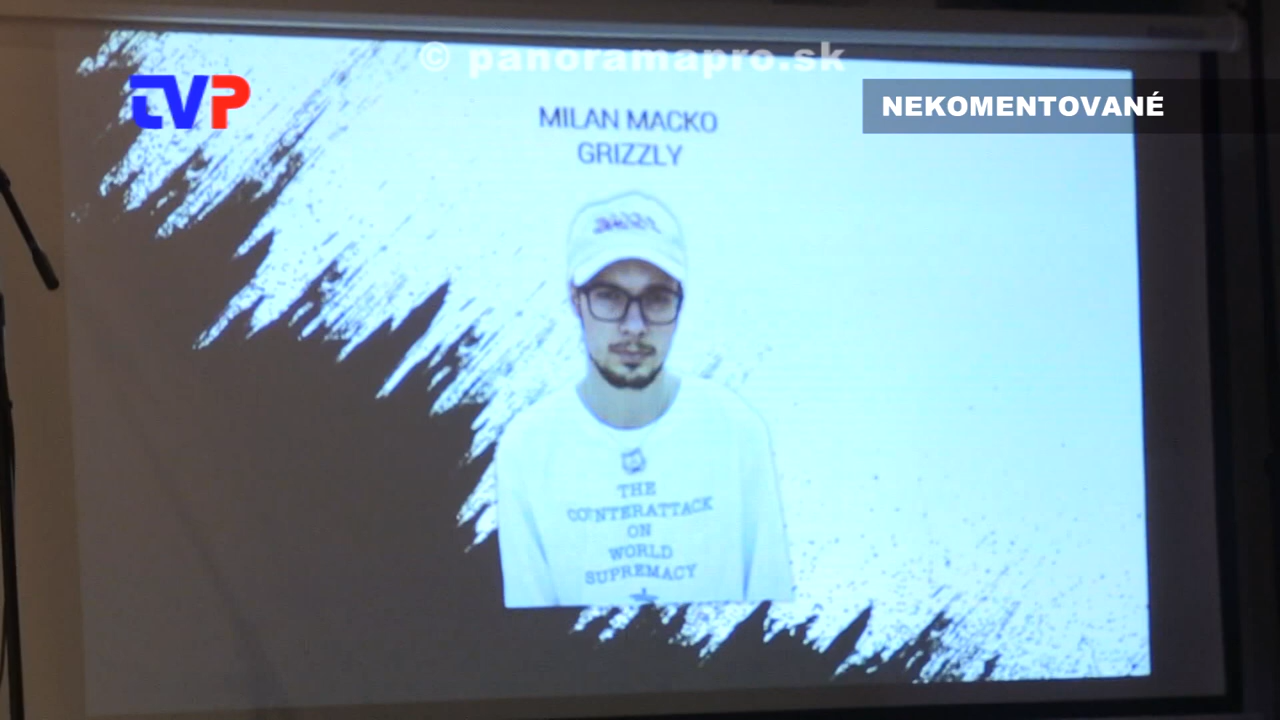 © panoramapro.sk
TVP
NEKOMENTOVANÉ
MILAN MACKO
GRIZZLY
THE
COUNTERATTACK
ON
WORLD
SUPREMACY